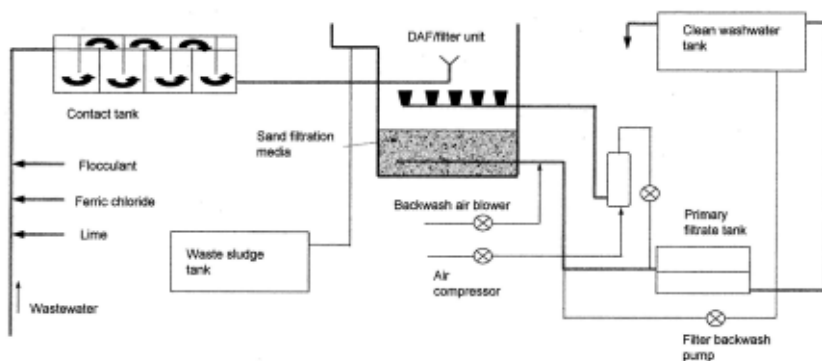 DAF/filter unit
Clean washwater
tank
Contact tank
Sand filtration
media
Flocculant
Ferric chloride
Lime
Wastewater
Waste sludge
tank
Backwash air blower
Air
compressor
Primary
filtrate tank
Filter backwash
pump